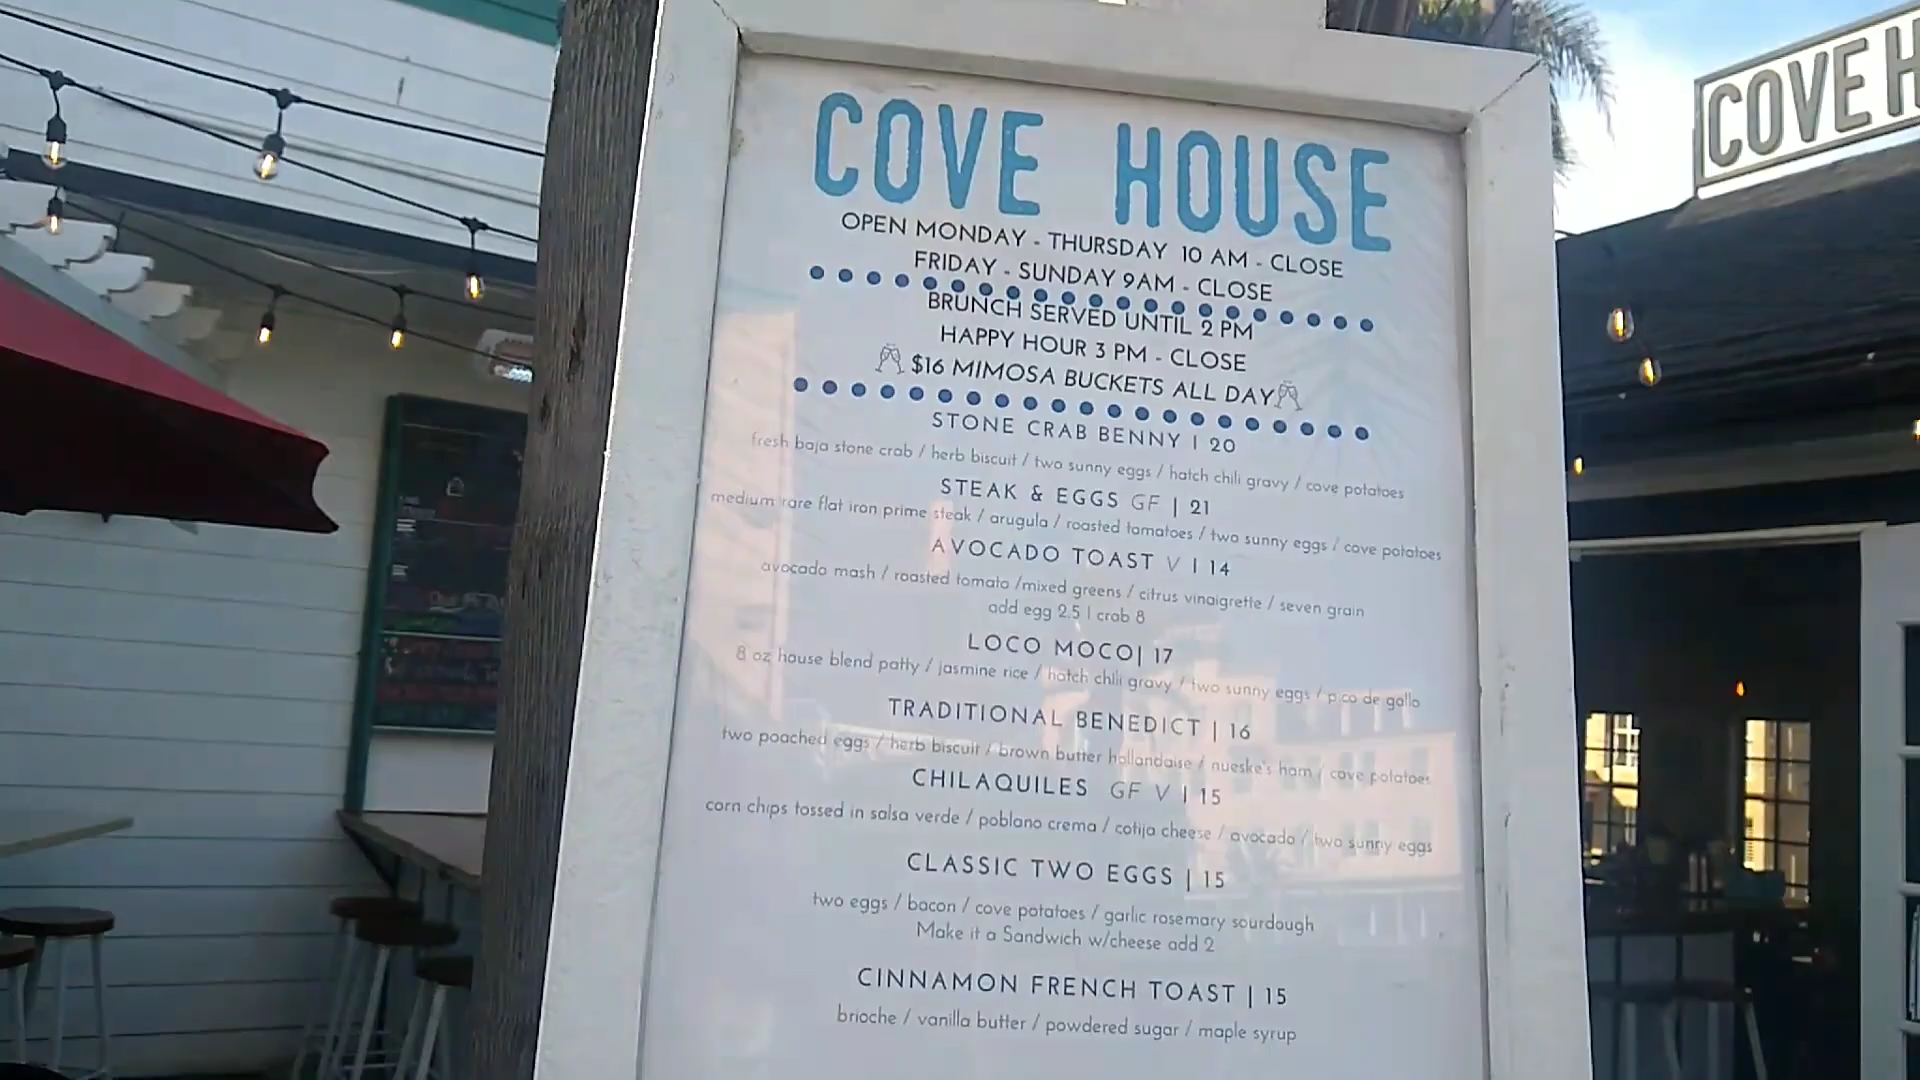 COVE HOUSE
OPEN MONDAY - THURSDAY 10 AM - CLOSE
FRIDAY - SUNDAY 9AM - CLOSE
BRUNCH SERVED UNTIL 2 PM
HAPPY HOUR 3 PM - CLOSE
$16 MIMOSA BUCKETS ALL DAY
STONE CRAB BENNY | 20
fresh baja stone crab / herb biscuit / two sunny eggs / hatch chili gravy / cove potatoes
STEAK & EGGS GF | 21
medium rare flat iron prime steak / arugula / roasted tomatoes / two sunny eggs / cove potatoes
AVOCADO TOAST V | 14
avocado mash / roasted tomato /mixed greens / citrus vinaigrette / seven grain
add egg 2.5 | crab 8
LOCO MOCO| 17
8 oz house blend patty / jasmine rice / hatch chili gravy / two sunny eggs / pico de gallo
TRADITIONAL BENEDICT | 16
two poached eggs / herb biscuit / brown butter hollandaise / nueske's ham / cove potatoes
CHILAQUILES GF V | 15
corn chips tossed in salsa verde / poblano crema / cotija cheese / avocado / two sunny eggs
CLASSIC TWO EGGS | 15
two eggs / bacon / cove potatoes / garlic rosemary sourdough
Make it a Sandwich w/cheese add 2
CINNAMON FRENCH TOAST | 15
brioche / vanilla butter / powdered sugar / maple syrup
COVE H